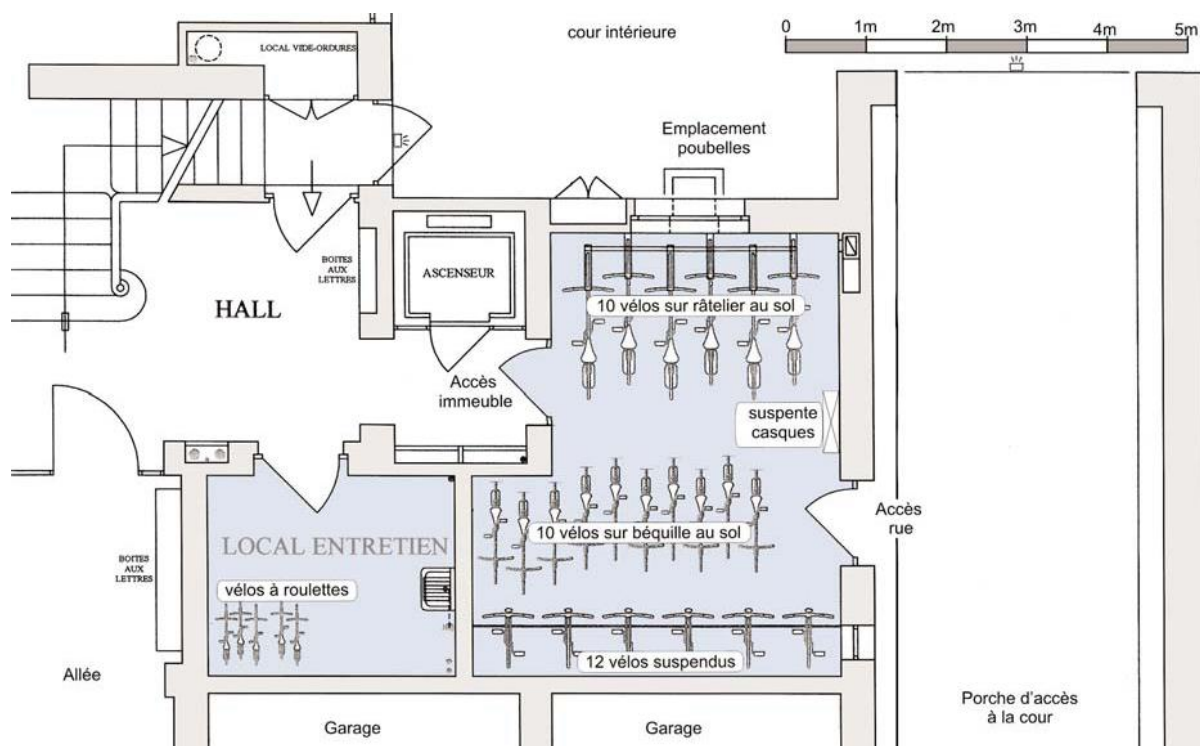 cour intérieure
0 1m 2m 3m 4m 5m
LOCAL VIDE-ORDURES
Emplacement
poubelles
BOITES
AUX
LETTRES
ASCENSEUR
HALL
10 vélos sur râtelier au sol
Accès
immeuble
suspente
casques
Accès
rue
10 vélos sur béquille au sol
LOCAL ENTRETIEN
BOITES
AUX
LETTRES
vélos à roulettes
12 vélos suspendus
Allée
Garage
Garage
Porche d'accès
à la cour